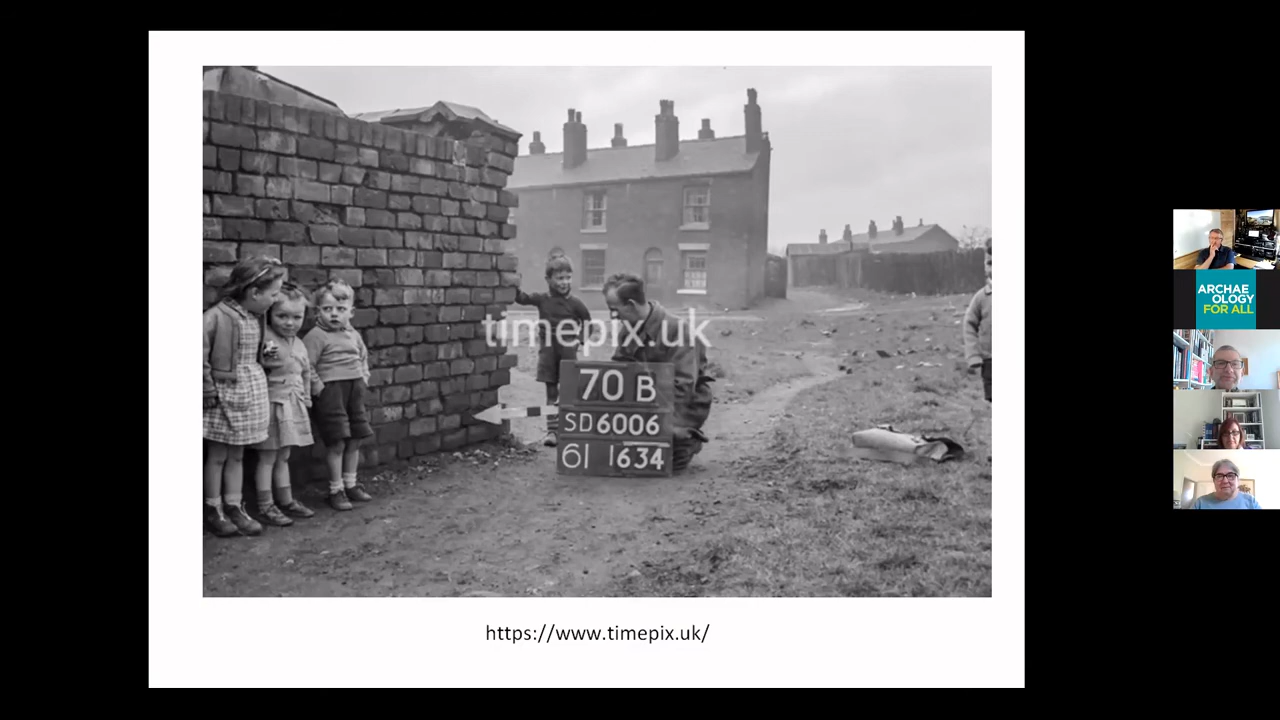 timepix.uk
70 B
SD 6006
61 1634
https://www.timepix.uk/
ARCHAE
OLOGY
FOR ALL